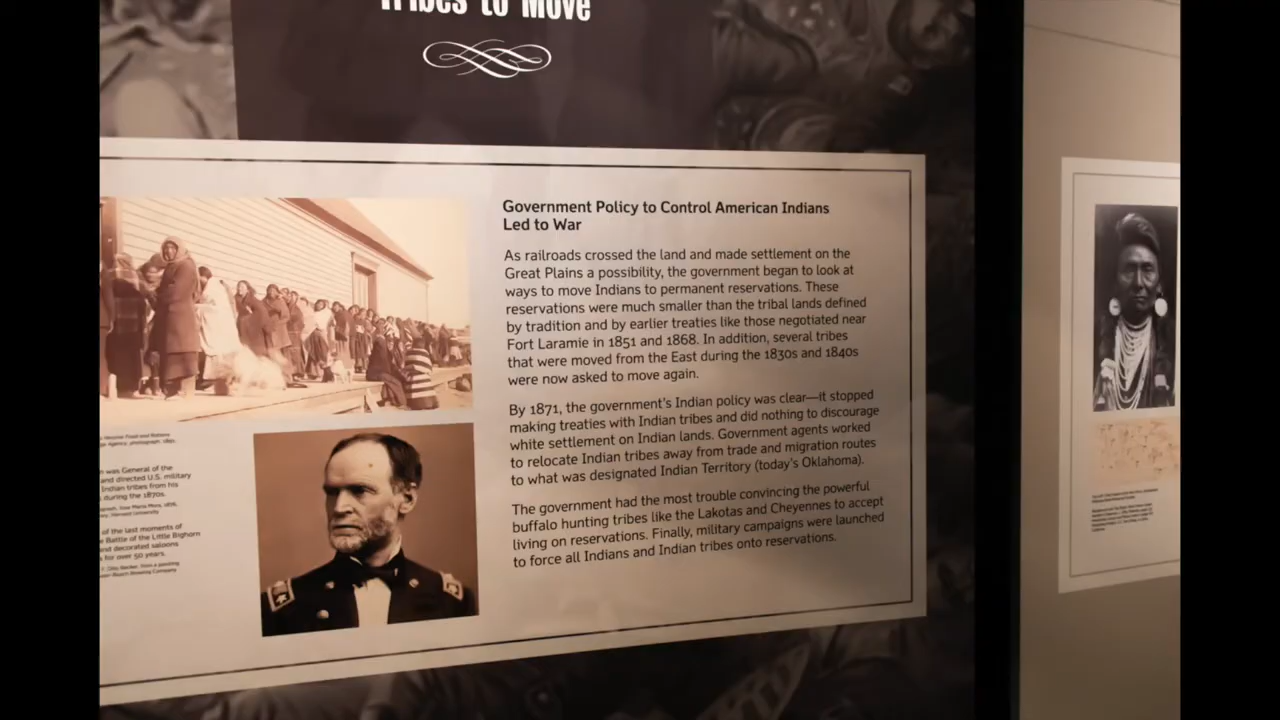 Tribes to Move
Government Policy to Control American Indians
Led to War
As railroads crossed the land and made settlement on the
Great Plains a possibility, the government began to look at
ways to move Indians to permanent reservations. These
reservations were much smaller than the tribal lands defined
by tradition and by earlier treaties like those negotiated near
Fort Laramie in 1851 and 1868. In addition, several tribes
that were moved from the East during the 1830s and 1840s
were now asked to move again.
By 1871, the government's Indian policy was clear—it stopped
making treaties with Indian tribes and did nothing to discourage
white settlement on Indian lands. Government agents worked
to relocate Indian tribes away from trade and migration routes
to what was designated Indian Territory (today's Oklahoma).
The government had the most trouble convincing the powerful
buffalo hunting tribes like the Lakotas and Cheyennes to accept
living on reservations. Finally, military campaigns were launched
to force all Indians and Indian tribes onto reservations.
was General of the
and directed U.S. military
Indian tribes from his
during the 1870s.
of the last moments of
Battle of the Little Bighorn
and decorated saloons
for over 50 years.